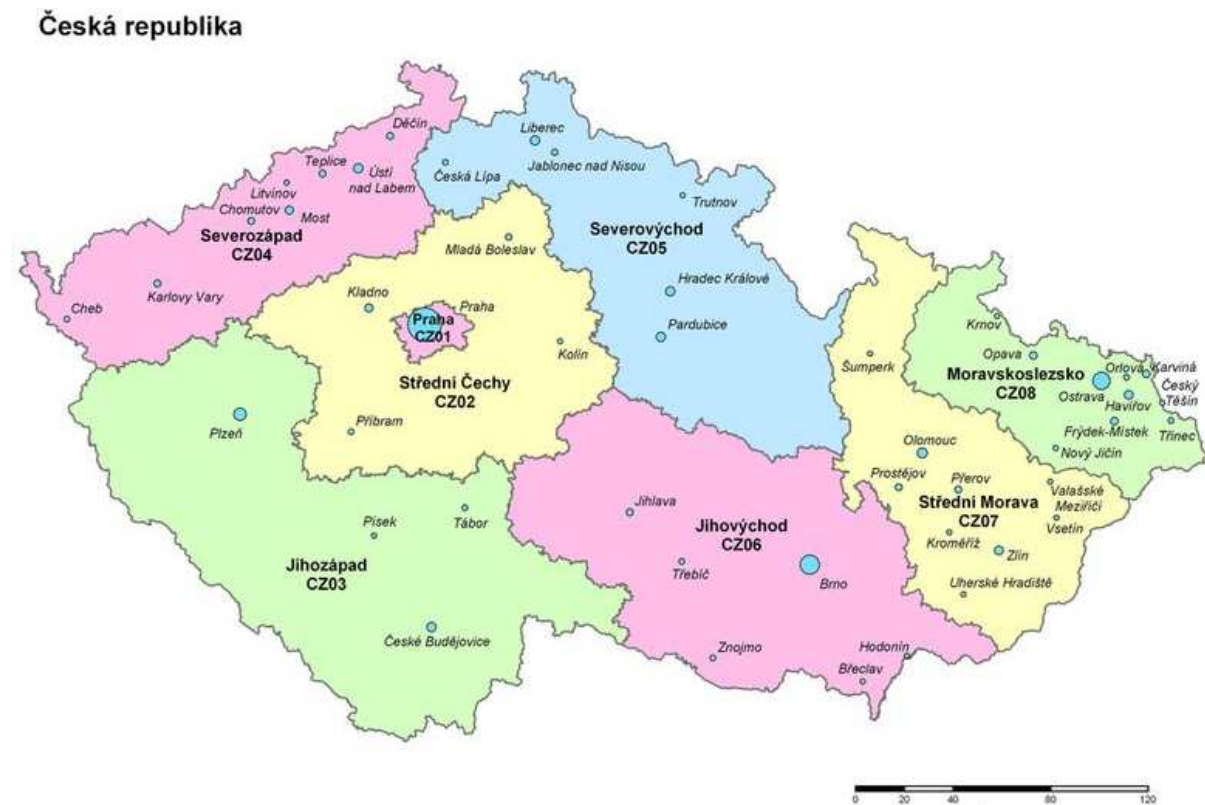 Česká republika
Děčín
Liberec
Teplice
Ústí
nad Labem
Jablonec nad Nisou
Česká Lípa
Litvínov
Trutnov
Chomutov
Most
Severozápad
CZ04
Severovýchod
CZ05
Mladá Boleslav
Karlovy Vary
Hradec Králové
Cheb
Kladno
Praha
Praha
CZ01
Pardubice
Krnov
Kolín
Opava
Šumperk
Orlová
Karviná
Moravskoslezsko
CZ08
Český
Těšín
Ostrava
Havířov
Střední Čechy
CZ02
Příbram
Plzeň
Frýdek-Místek
Třinec
Olomouc
Nový Jičín
Prostějov
Přerov
Valašské
Meziříčí
Střední Morava
CZ07
Vsetín
Jihlava
Písek
Tábor
Jihovýchod
CZ06
Kroměříž
Zlín
Jihozápad
CZ03
Třebíč
Brno
Uherské Hradiště
České Budějovice
Znojmo
Hodonín
Břeclav
0 20 40 80 120